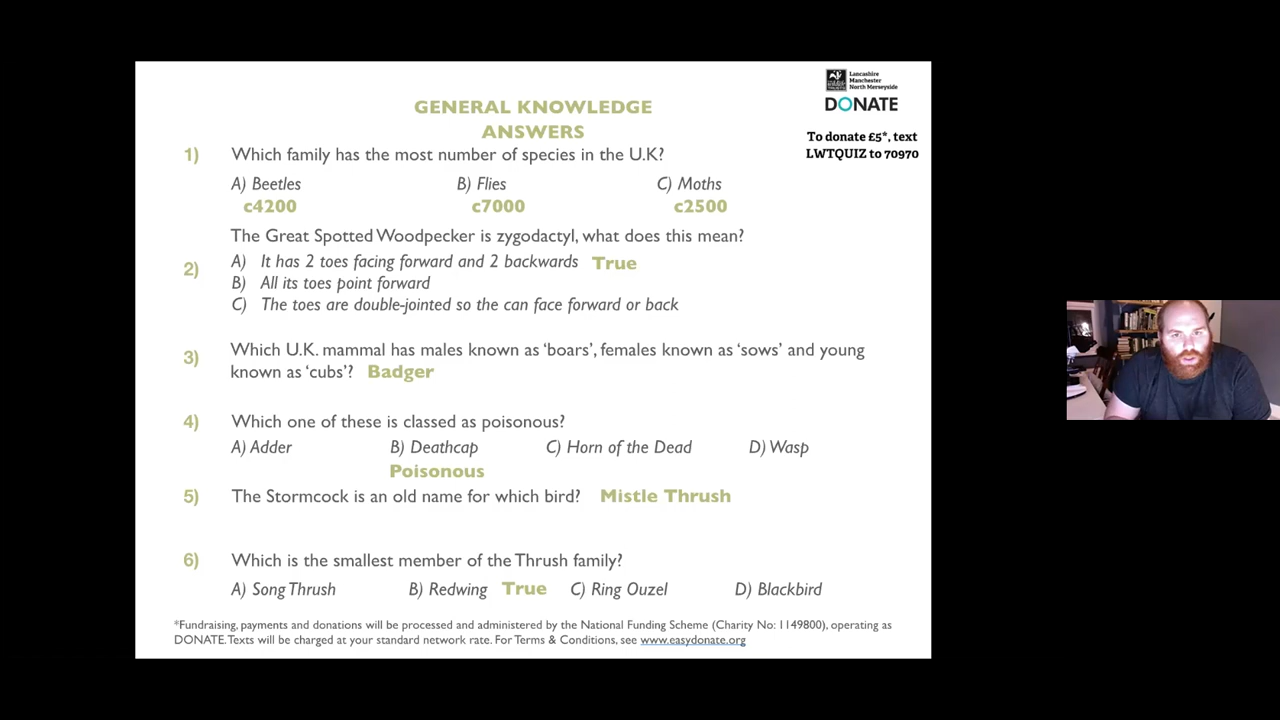 Lancashire
Manchester
North Merseyside
DONATE
To donate £5*, text
LWTQUIZ to 70970
GENERAL KNOWLEDGE
ANSWERS
1) Which family has the most number of species in the U.K?
A) Beetles B) Flies C) Moths
c4200 c7000 c2500
The Great Spotted Woodpecker is zygodactyl, what does this mean?
2) A) It has 2 toes facing forward and 2 backwards True
B) All its toes point forward
C) The toes are double-jointed so the can face forward or back
3) Which U.K. mammal has males known as ‘boars’, females known as ‘sows’ and young
known as ‘cubs’? Badger
4) Which one of these is classed as poisonous?
A) Adder B) Deathcap C) Horn of the Dead D) Wasp
Poisonous
5) The Stormcock is an old name for which bird? Mistle Thrush
6) Which is the smallest member of the Thrush family?
A) Song Thrush B) Redwing True C) Ring Ouzel D) Blackbird
*Fundraising, payments and donations will be processed and administered by the National Funding Scheme (Charity No: 1149800), operating as
DONATE. Texts will be charged at your standard network rate. For Terms & Conditions, see www.easydonate.org